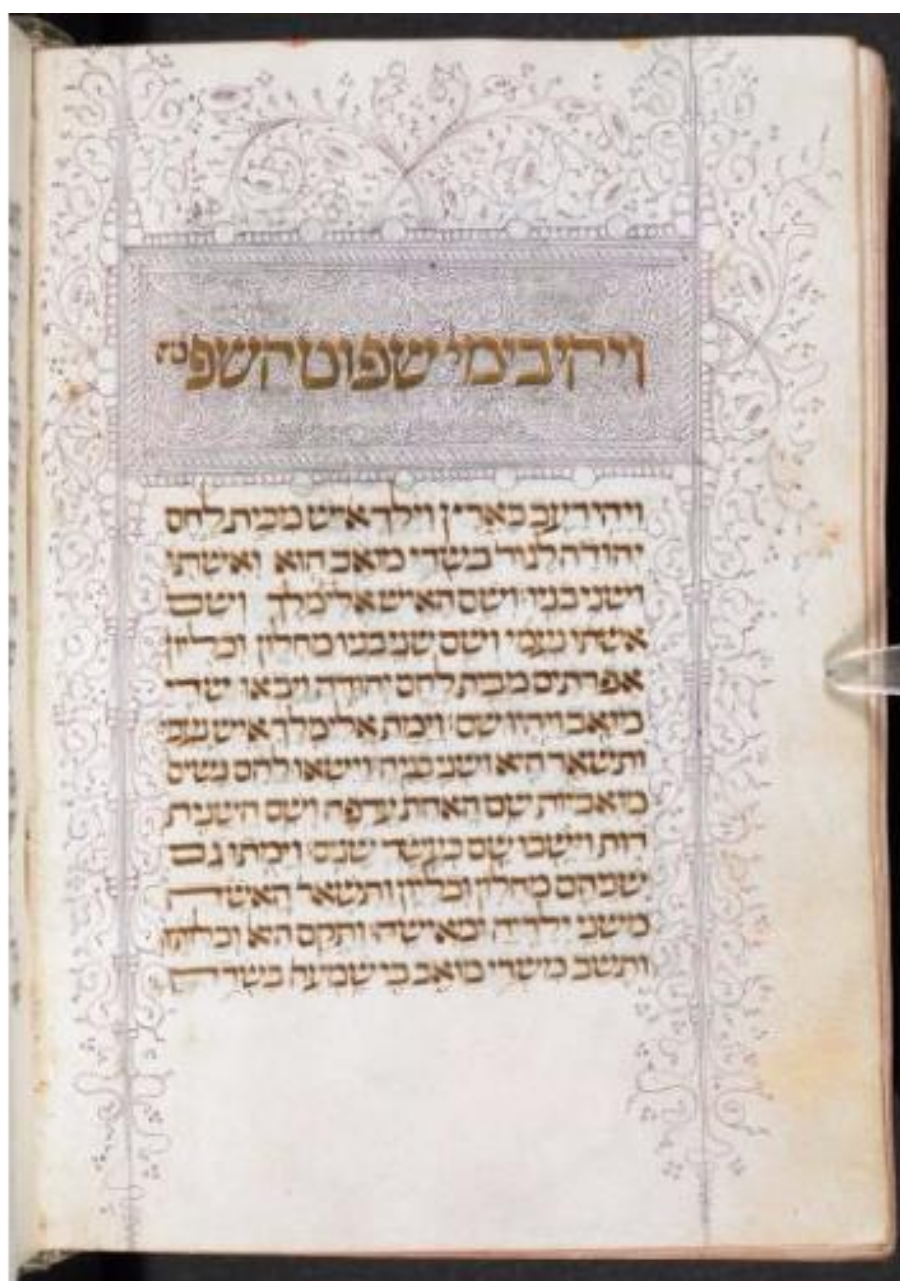 ויהי בימי שפוט השפ
ויהי רעב בארץ וילך איש מבית לחם
יהודה לגור בשדי מואב הוא ואשתו
ושני בניו ושם האיש אלימלך ושם
אשתו נעמי ושם שני בניו מחלון וכליון
אפרתים מבית לחם יהודה ויבאו שדי
מואב ויהיו שם וימת אלימלך איש נעמי
ותשאר היא ושני בניה וישאו להם נשים
מואביות שם האחת ערפה ושם השנית
רות וישבו שם כעשר שנים וימתו גם
שניהם מחלון וכליון ותשאר האשה
משני ילדיה ומאישה ותקם היא וכלתיה
ותשב משדי מואב כי שמעה בשדה